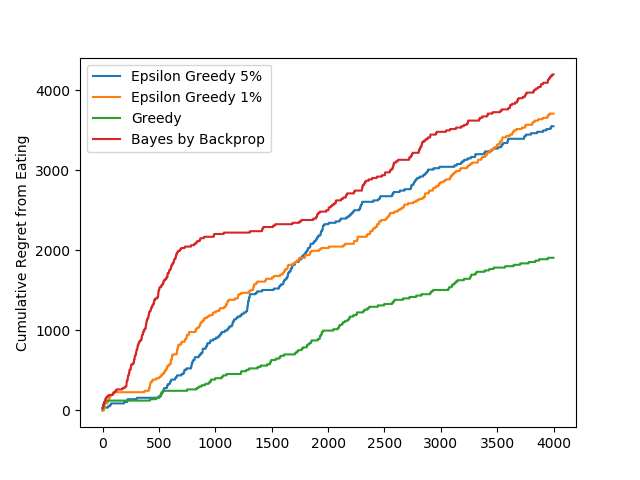 Epsilon Greedy 5%
Epsilon Greedy 1%
Greedy
Bayes by Backprop
Cumulative Regret from Eating
4000
3000
2000
1000
0
0 500 1000 1500 2000 2500 3000 3500 4000